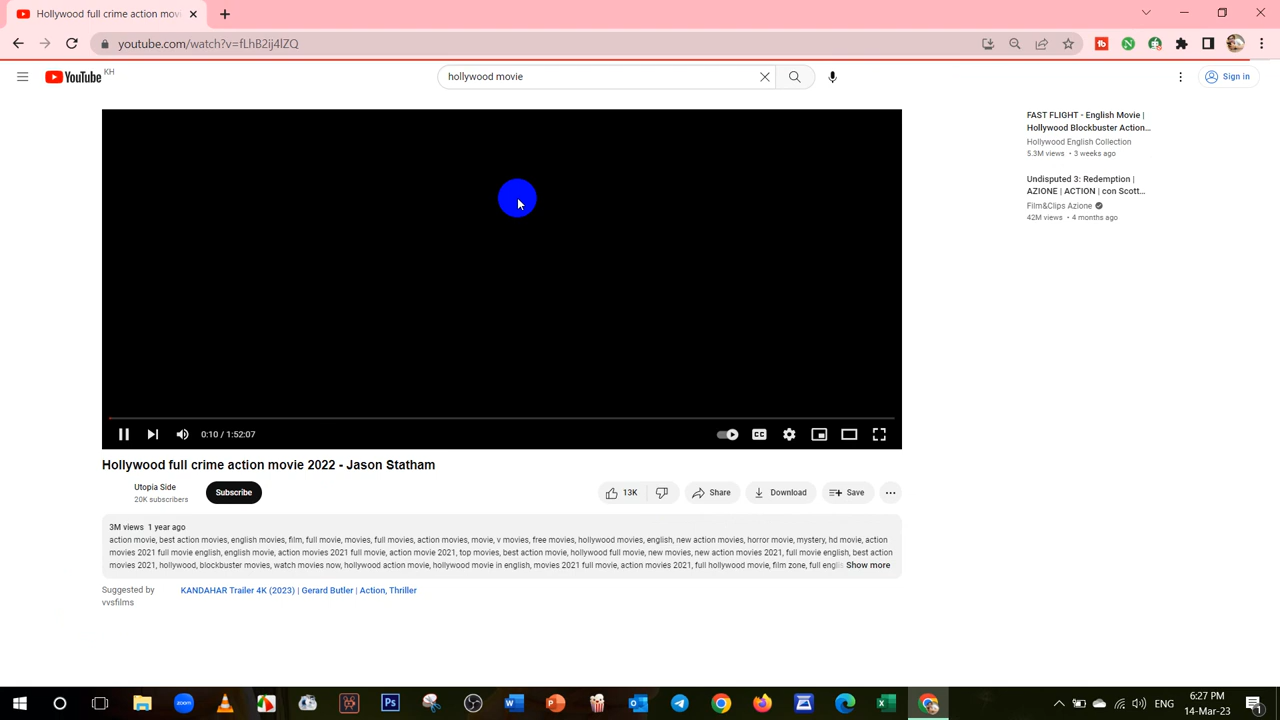 Hollywood full crime action movi
youtube.com/watch?v=fLhB2ij4lZQ
YouTube KH
hollywood movie
Sign in
FAST FLIGHT - English Movie |
Hollywood Blockbuster Action...
Hollywood English Collection
5.3M views • 3 weeks ago
Undisputed 3: Redemption |
AZIONE | ACTION | con Scott...
Film&Clips Azione
42M views • 4 months ago
CC
0:10 / 1:52:07
Hollywood full crime action movie 2022 - Jason Statham
Utopia Side
20K subscribers
Subscribe
13K
Share
Download
Save
3M views 1 year ago
action movie, best action movies, english movies, film, full movie, movies, full movies, action movies, movie, v movies, free movies, hollywood movies, english, new action movies, horror movie, mystery, hd movie, action
movies 2021 full movie english, english movie, action movies 2021 full movie, action movie 2021, top movies, best action movie, hollywood full movie, new movies, new action movies 2021, full movie english, best action
movies 2021, hollywood, blockbuster movies, watch movies now, hollywood action movie, hollywood movie in english, movies 2021 full movie, action movies 2021, full hollywood movie, film zone, full englis Show more
Suggested by
vvsfilms
KANDAHAR Trailer 4K (2023) | Gerard Butler | Action, Thriller
zoom
Ps
ENG
6:27 PM
14-Mar-23
1